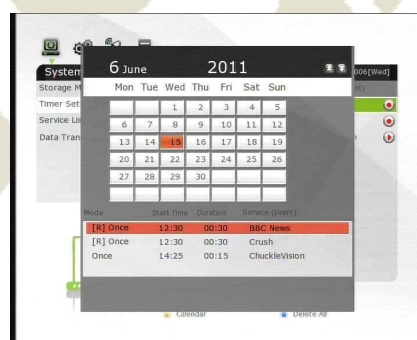 6 June 2011
System
006[Wed]
Mon Tue Wed Thu Fri Sat Sun
Storage M
Timer Set
Service Lis
Data Tran
1 2 3 4 5
6 7 8 9 10 11 12
13 14 15 16 17 18 19
20 21 22 23 24 25 26
27 28 29 30
Mode Start Time Duration Service (Event)
[R] Once 12:30 00:30 BBC News
[R] Once 12:30 00:30 Crush
Once 14:25 00:15 ChuckleVision
Calendar Delete All